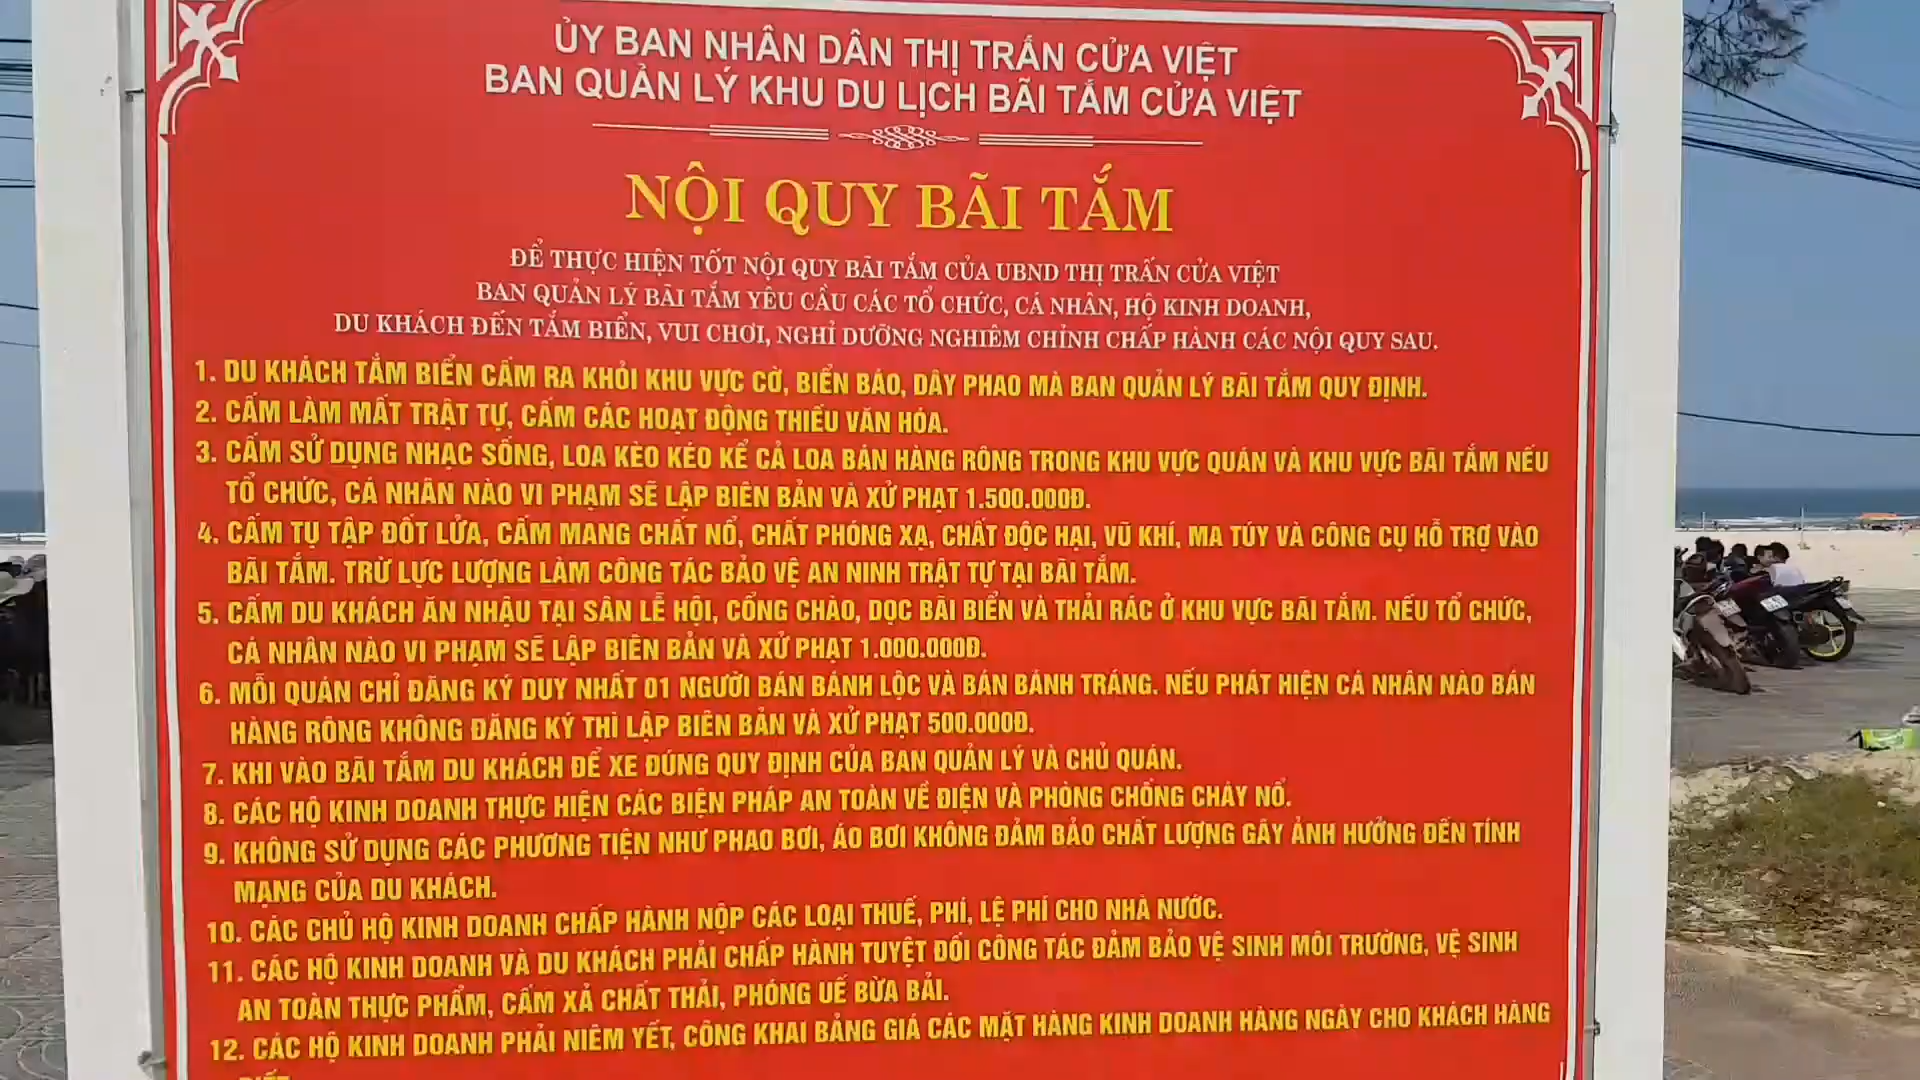 ỦY BAN NHÂN DÂN THỊ TRẤN CỬA VIỆT
BAN QUẢN LÝ KHU DU LỊCH BÃI TẮM CỬA VIỆT
NỘI QUY BÃI TẮM
ĐỂ THỰC HIỆN TỐT NỘI QUY BÃI TẮM CỦA UBND THỊ TRẤN CỬA VIỆT
BAN QUẢN LÝ BÃI TẮM YÊU CẦU CÁC TỔ CHỨC, CÁ NHÂN, HỘ KINH DOANH,
DU KHÁCH ĐẾN TẮM BIỂN, VUI CHƠI, NGHỈ DƯỠNG NGHIÊM CHỈNH CHẤP HÀNH CÁC NỘI QUY SAU.
1. DU KHÁCH TẮM BIỂN CẤM RA KHỎI KHU VỰC CỜ, BIỂN BÁO, DÂY PHAO MÀ BAN QUẢN LÝ BÃI TẮM QUY ĐỊNH.
2. CẤM LÀM MẤT TRẬT TỰ, CẤM CÁC HOẠT ĐỘNG THIẾU VĂN HÓA.
3. CẤM SỬ DỤNG NHẠC SỐNG, LOA KÈO KÉO KỂ CẢ LOA BÁN HÀNG RÔNG TRONG KHU VỰC QUÁN VÀ KHU VỰC BÃI TẮM NẾU
TỔ CHỨC, CÁ NHÂN NÀO VI PHẠM SẼ LẬP BIÊN BẢN VÀ XỬ PHẠT 1.500.000Đ.
4. CẤM TỤ TẬP ĐỐT LỬA, CẤM MANG CHẤT NỔ, CHẤT PHÓNG XẠ, CHẤT ĐỘC HẠI, VŨ KHÍ, MA TÚY VÀ CÔNG CỤ HỖ TRỢ VÀO
BÃI TẮM. TRỪ LỰC LƯỢNG LÀM CÔNG TÁC BẢO VỆ AN NINH TRẬT TỰ TẠI BÃI TẮM.
5. CẤM DU KHÁCH ĂN NHẬU TẠI SÂN LỄ HỘI, CỔNG CHÀO, DỌC BÃI BIỂN VÀ THẢI RÁC Ở KHU VỰC BÃI TẮM. NẾU TỔ CHỨC,
CÁ NHÂN NÀO VI PHẠM SẼ LẬP BIÊN BẢN VÀ XỬ PHẠT 1.000.000Đ.
6. MỖI QUÁN CHỈ ĐĂNG KÝ DUY NHẤT 01 NGƯỜI BÁN BÁNH LỘC VÀ BÁN BÁNH TRÁNG. NẾU PHÁT HIỆN CÁ NHÂN NÀO BÁN
HÀNG RÔNG KHÔNG ĐĂNG KÝ THÌ LẬP BIÊN BẢN VÀ XỬ PHẠT 500.000Đ.
7. KHI VÀO BÃI TẮM DU KHÁCH ĐỂ XE ĐÚNG QUY ĐỊNH CỦA BAN QUẢN LÝ VÀ CHỦ QUÁN.
8. CÁC HỘ KINH DOANH THỰC HIỆN CÁC BIỆN PHÁP AN TOÀN VỀ ĐIỆN VÀ PHÒNG CHỐNG CHÁY NỔ.
9. KHÔNG SỬ DỤNG CÁC PHƯƠNG TIỆN NHƯ PHAO BƠI, ÁO BƠI KHÔNG ĐẢM BẢO CHẤT LƯỢNG GÂY ẢNH HƯỞNG ĐẾN TÍNH
MẠNG CỦA DU KHÁCH.
10. CÁC CHỦ HỘ KINH DOANH CHẤP HÀNH NỘP CÁC LOẠI THUẾ, PHÍ, LỆ PHÍ CHO NHÀ NƯỚC.
11. CÁC HỘ KINH DOANH VÀ DU KHÁCH PHẢI CHẤP HÀNH TUYỆT ĐỐI CÔNG TÁC ĐẢM BẢO VỆ SINH MÔI TRƯỜNG, VỆ SINH
AN TOÀN THỰC PHẨM, CẤM XẢ CHẤT THẢI, PHÓNG UẾ BỪA BÃI.
12. CÁC HỘ KINH DOANH PHẢI NIÊM YẾT, CÔNG KHAI BẢNG GIÁ CÁC MẶT HÀNG KINH DOANH HÀNG NGÀY CHO KHÁCH HÀNG